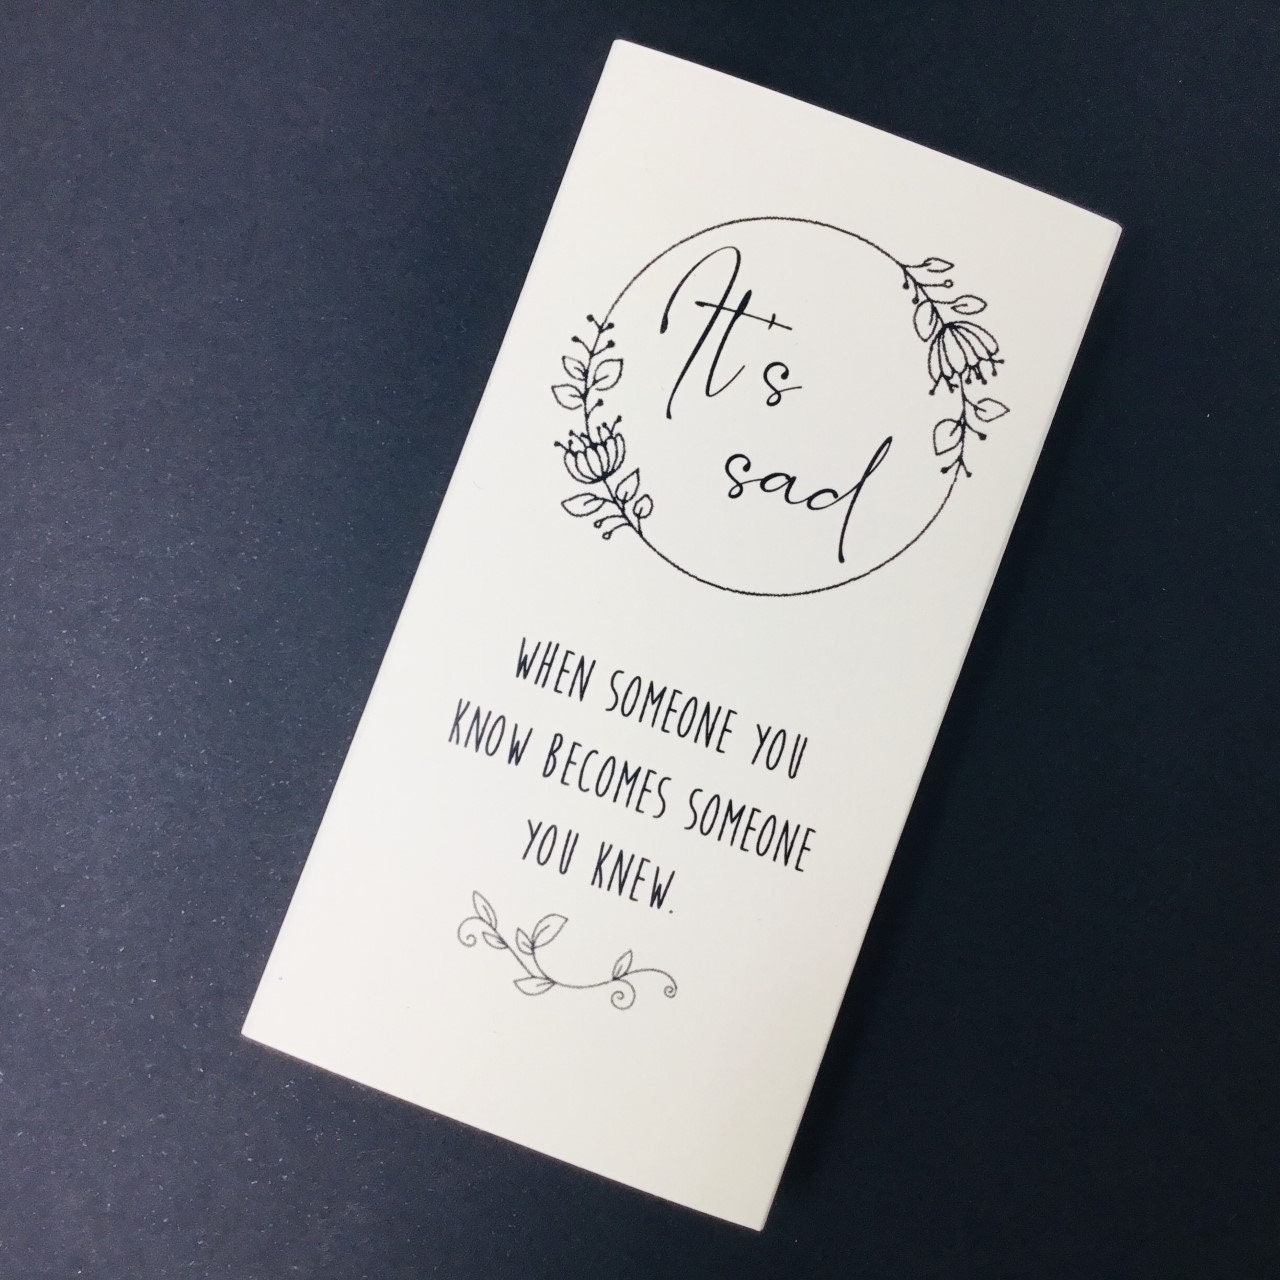 It's
sad
WHEN SOMEONE YOU
KNOW BECOMES SOMEONE
YOU KNEW.